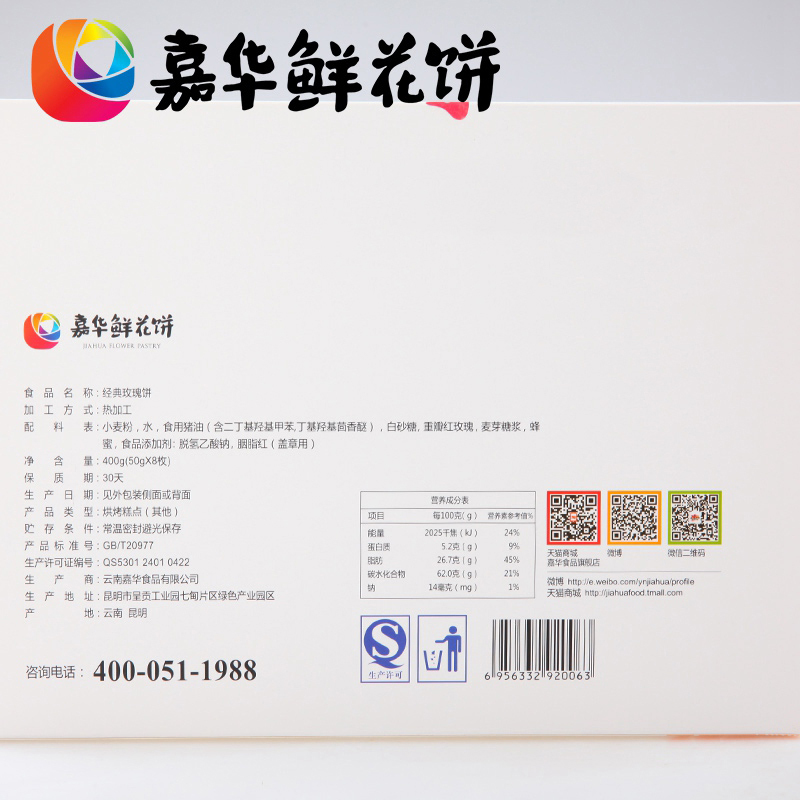 嘉华鲜花饼
嘉华鲜花饼
JIAHUA FLOWER PASTRY
食品名称:经典玫瑰饼
加工方式:热加工
配料表:小麦粉,水,食用猪油(含二丁基羟基甲苯,丁基羟基茴香醚),白砂糖,重瓣红玫瑰,麦芽糖浆,蜂
蜜,食品添加剂:脱氢乙酸钠,胭脂红(盖章用)
净含量:400g(50gX8枚)
保质期:30天
生产日期:见外包装侧面或背面
产品类型:烘烤糕点(其他)
贮存条件:常温密封避光保存
产品标准号:GB/T20977
生产许可证编号:QS5301 2401 0422
生产商:云南嘉华食品有限公司
生产地址:昆明市呈贡工业园七甸片区绿色产业园区
产地:云南 昆明
咨询电话:400-051-1988
营养成分表
项目 每100克(g) 营养素参考值%
能量 2025千焦(kJ) 24%
蛋白质 5.2克(g) 9%
脂肪 26.7克(g) 45%
碳水化合物 62.0克(g) 21%
钠 14毫克(mg) 1%
天猫商城
嘉华食品旗舰店
微博
微信二维码
微博 http://e.weibo.com/ynjiahua/profile
天猫商城 http://jiahuafood.tmall.com
QS
生产许可
6 956332 920063